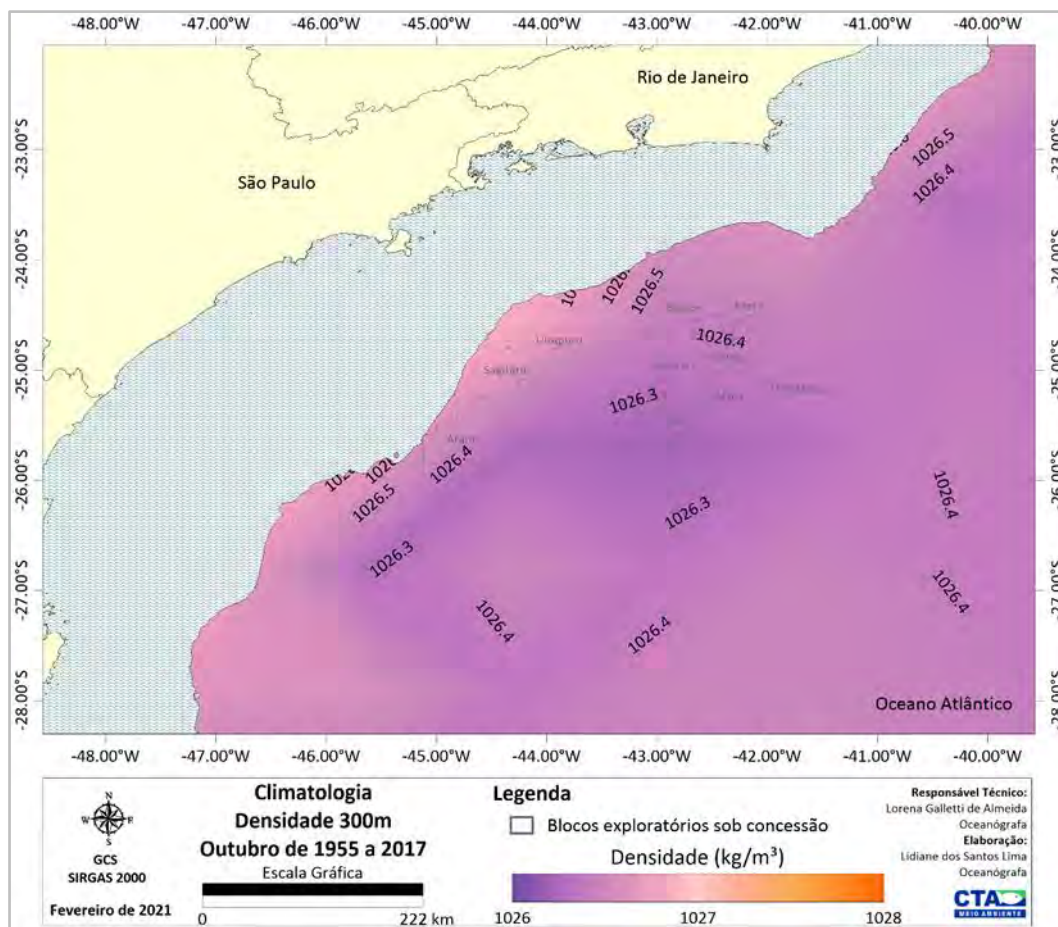 -48.00°W -47.00°W -46.00°W -45.00°W -44.00°W -43.00°W -42.00°W -41.00°W -40.00°W
-23.00°S
-24.00°S
-25.00°S
-26.00°S
-27.00°S
-28.00°S
Rio de Janeiro
São Paulo
1026.5
1026.4
1026.5
1026.4
Uirapuru
Sagitário
1026.3
Aram
1026.4
1026.5
1026.3
1026.4
1026.3
1026.4
1026.4
1026.4
Oceano Atlântico
-23.00°S
-24.00°S
-25.00°S
-26.00°S
-27.00°S
-28.00°S
-48.00°W -47.00°W -46.00°W -45.00°W -44.00°W -43.00°W -42.00°W -41.00°W -40.00°W
N
W E
S
GCS
SIRGAS 2000
Fevereiro de 2021
Climatologia
Densidade 300m
Outubro de 1955 a 2017
Escala Gráfica
0 222 km
Legenda
Blocos exploratórios sob concessão
Densidade (kg/m³)
1026 1027 1028
Responsável Técnico:
Lorena Galletti de Almeida
Oceanógrafa
Elaboração:
Lidiane dos Santos Lima
Oceanógrafa
CTA
MEIO AMBIENTE